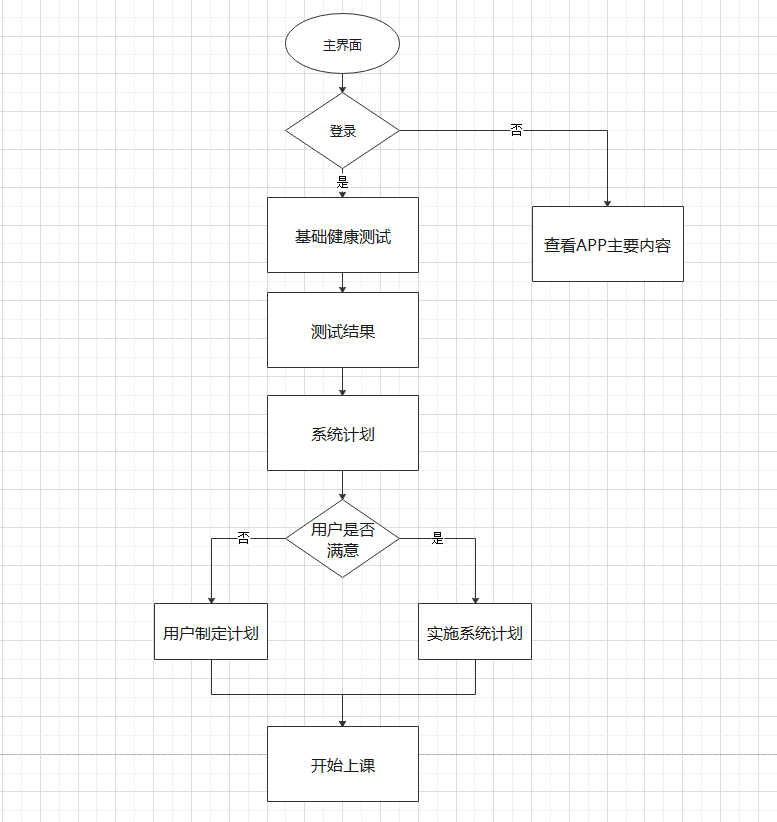 主界面
登录
否
是
基础健康测试
查看APP主要内容
测试结果
系统计划
用户是否
满意
否
是
用户制定计划
实施系统计划
开始上课